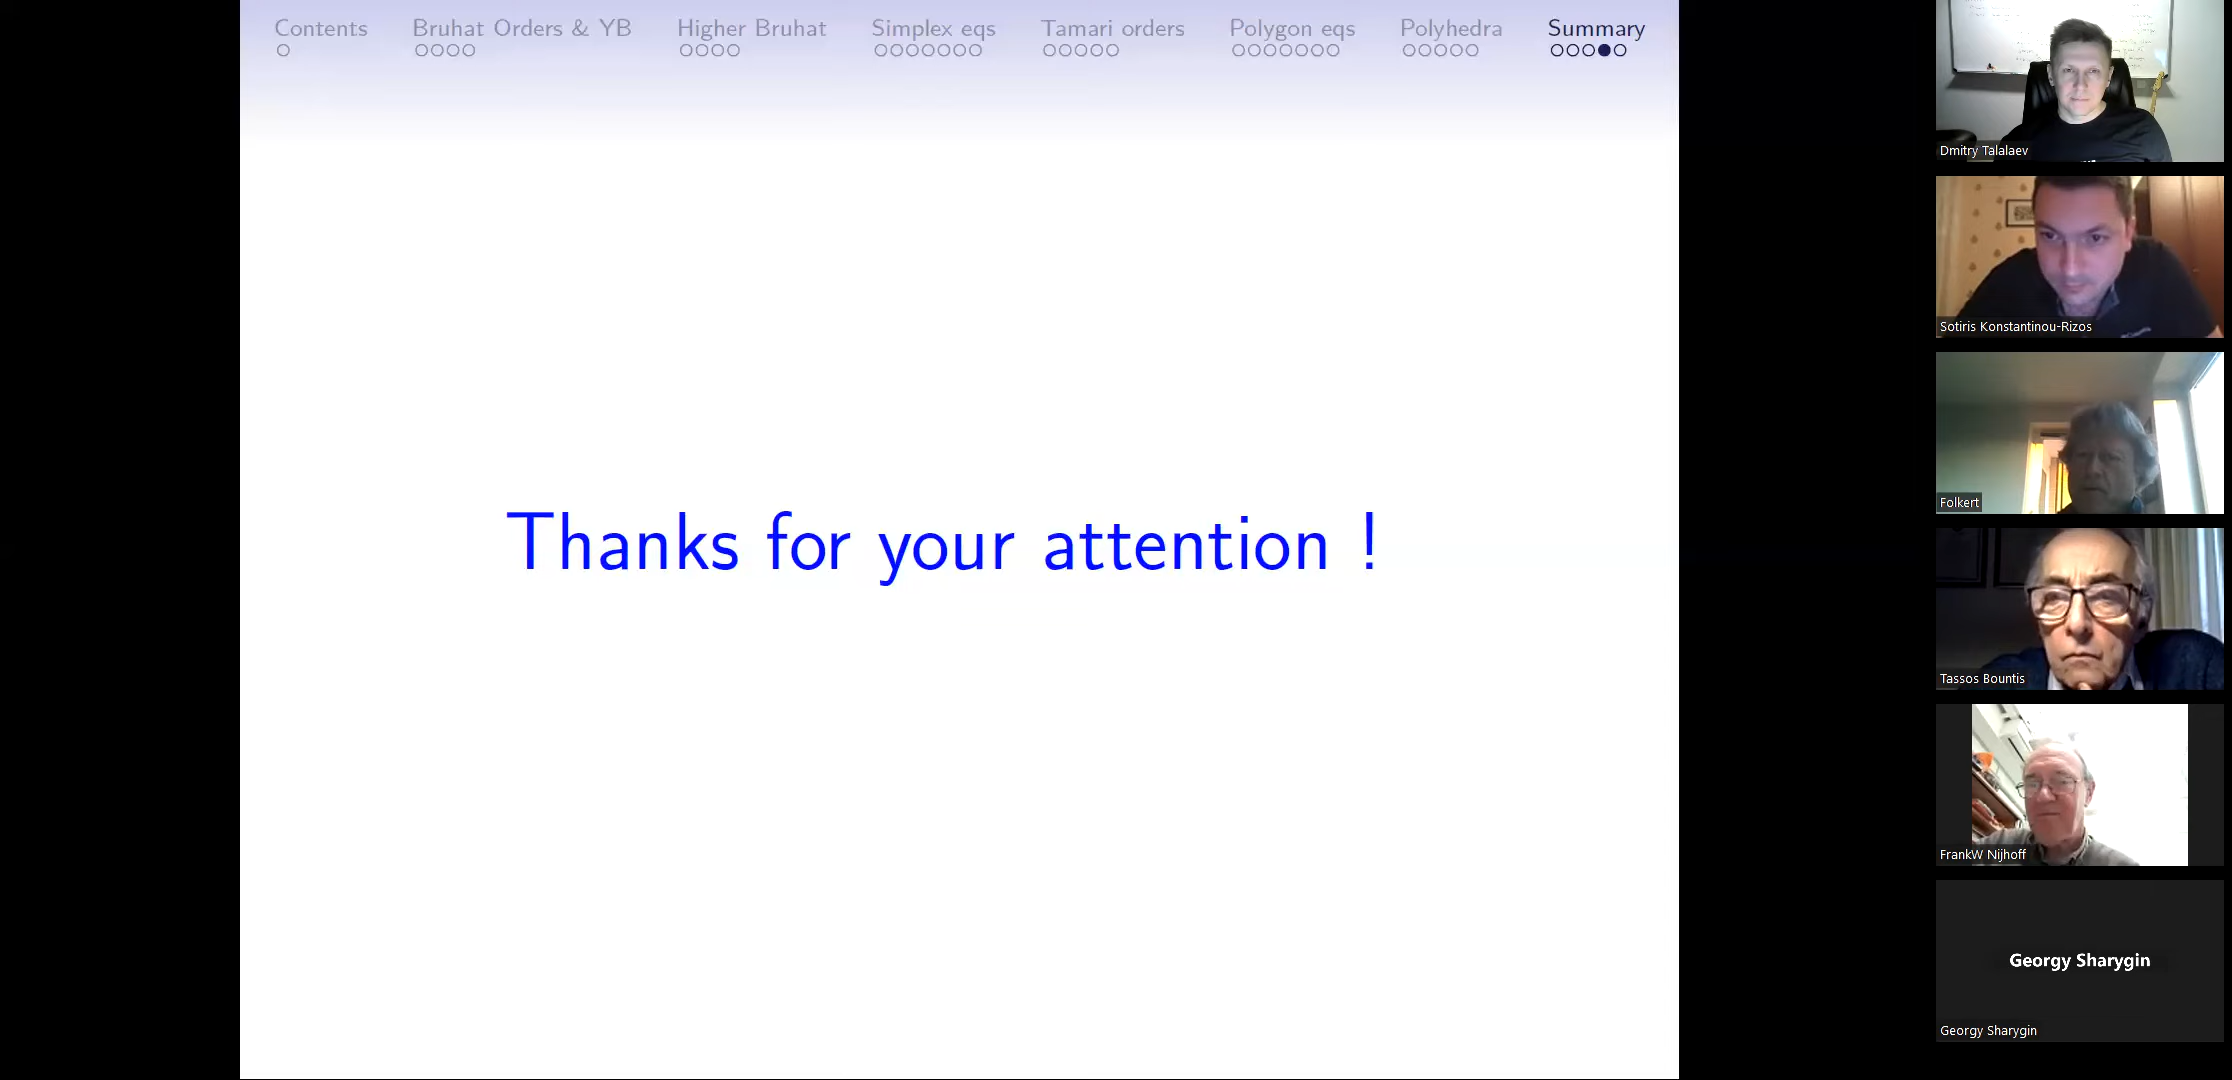 Contents Bruhat Orders & YB Higher Bruhat Simplex eqs Tamari orders Polygon eqs Polyhedra Summary
Thanks for your attention !
Dmitry Talalaev
Sotiris Konstantinou-Rizos
Folkert
Tassos Bountis
FrankW Nijhoff
Georgy Sharygin
Georgy Sharygin